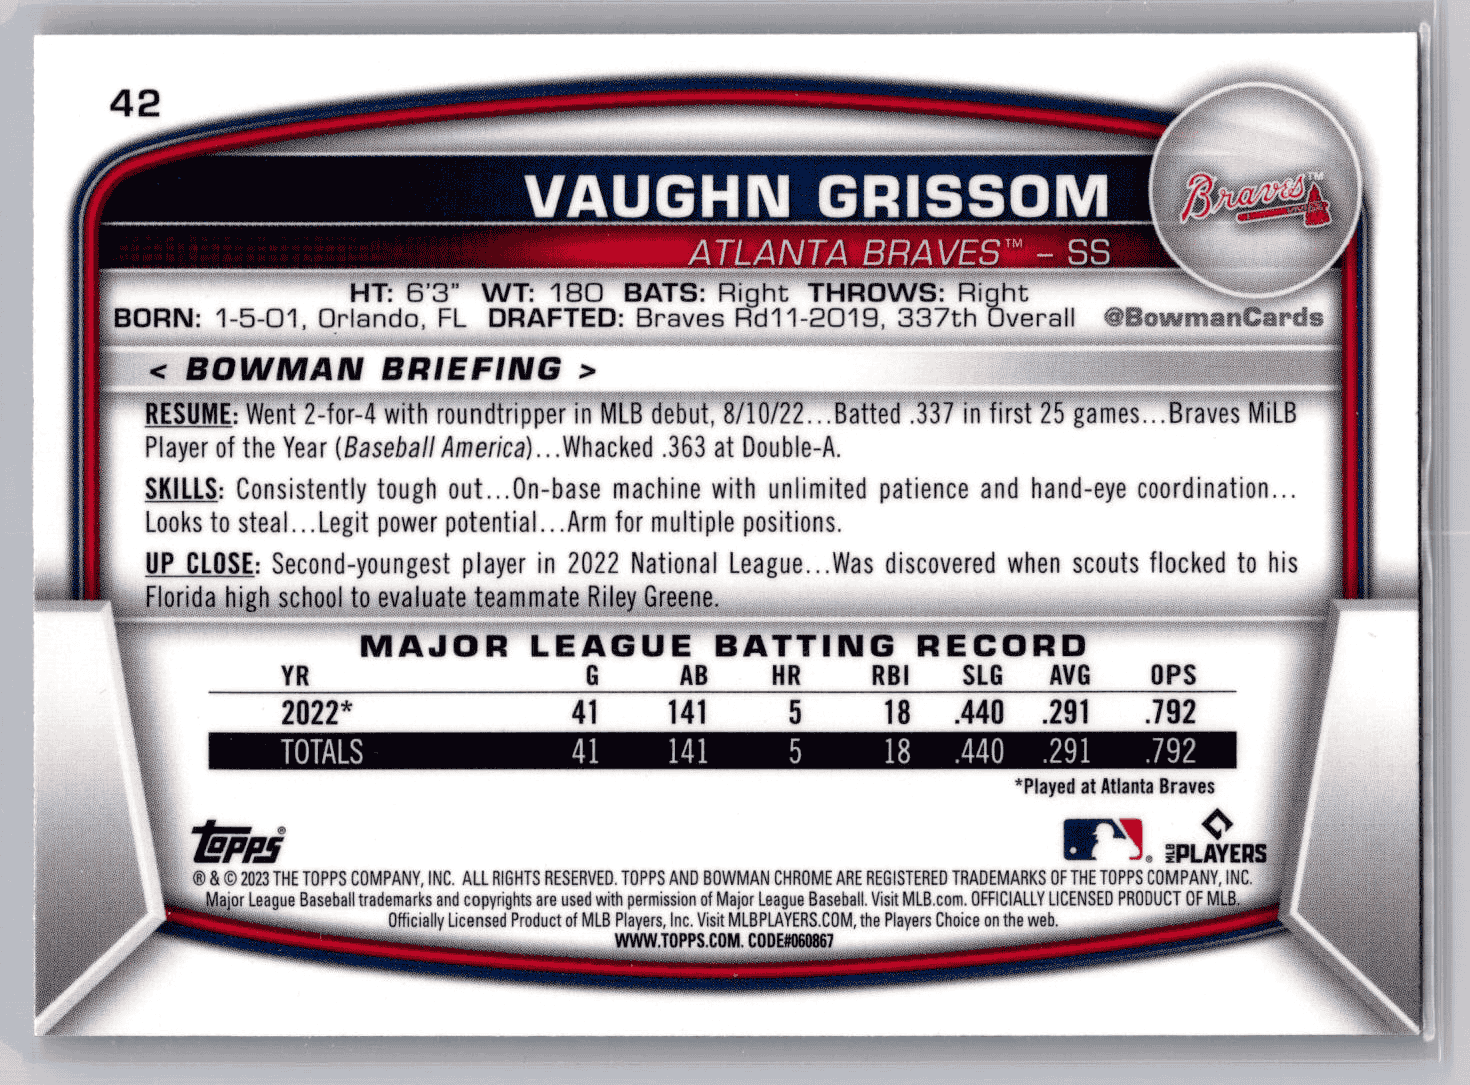 42
VAUGHN GRISSOM
Braves™
ATLANTA BRAVES™ – SS
HT: 6'3" WT: 180 BATS: Right THROWS: Right
BORN: 1-5-01, Orlando, FL DRAFTED: Braves Rd11-2019, 337th Overall @BowmanCards
< BOWMAN BRIEFING >
RESUME: Went 2-for-4 with roundtripper in MLB debut, 8/10/22...Batted .337 in first 25 games...Braves MiLB
Player of the Year (Baseball America)...Whacked .363 at Double-A.
SKILLS: Consistently tough out...On-base machine with unlimited patience and hand-eye coordination...
Looks to steal...Legit power potential...Arm for multiple positions.
UP CLOSE: Second-youngest player in 2022 National League...Was discovered when scouts flocked to his
Florida high school to evaluate teammate Riley Greene.
MAJOR LEAGUE BATTING RECORD
YR G AB HR RBI SLG AVG OPS
2022* 41 141 5 18 .440 .291 .792
TOTALS 41 141 5 18 .440 .291 .792
*Played at Atlanta Braves
Topps® ® MLB PLAYERS
® & © 2023 THE TOPPS COMPANY, INC. ALL RIGHTS RESERVED. TOPPS AND BOWMAN CHROME ARE REGISTERED TRADEMARKS OF THE TOPPS COMPANY, INC.
Major League Baseball trademarks and copyrights are used with permission of Major League Baseball. Visit MLB.com. OFFICIALLY LICENSED PRODUCT OF MLB.
Officially Licensed Product of MLB Players, Inc. Visit MLBPLAYERS.COM, the Players Choice on the web.
WWW.TOPPS.COM. CODE#060867